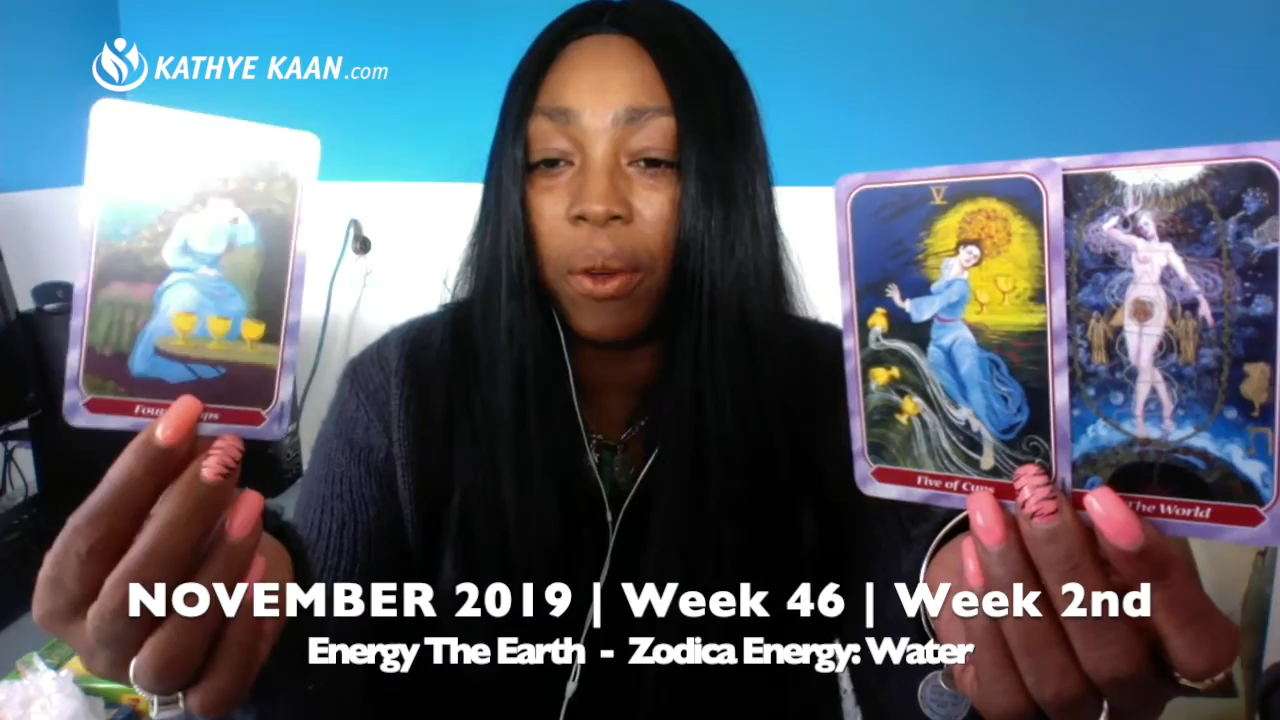 KATHYE KAAN.com
V
Five of Cups
The World
NOVEMBER 2019 | Week 46 | Week 2nd
Energy The Earth - Zodica Energy: Water